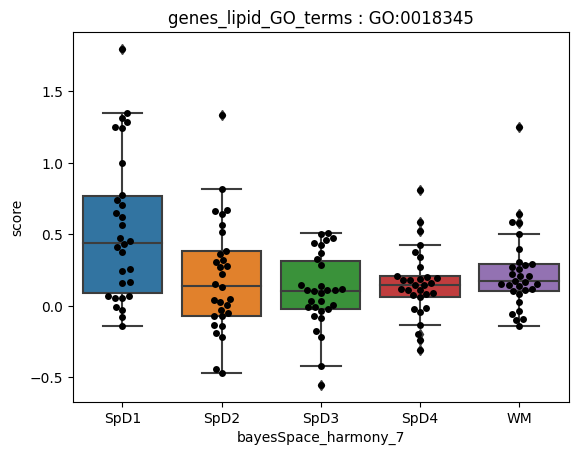 genes_lipid_GO_terms : GO:0018345
score
1.5
1.0
0.5
0.0
−0.5
SpD1 SpD2 SpD3 SpD4 WM
bayesSpace_harmony_7